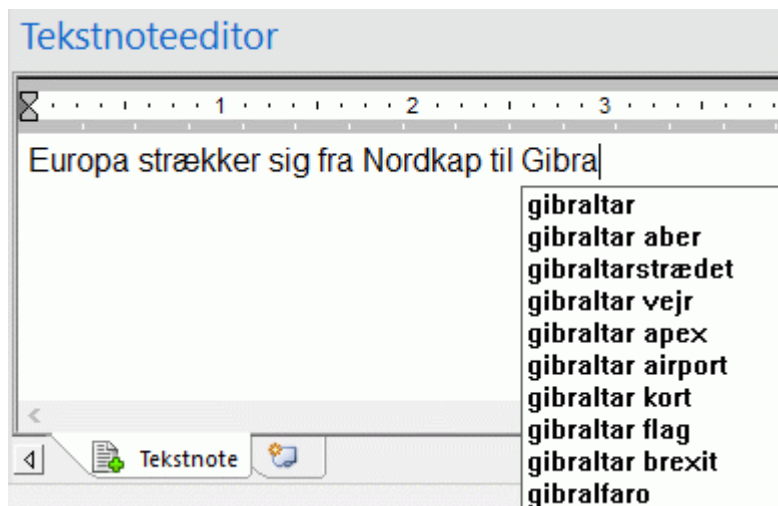 Tekstnoteeditor
1 2 3
Europa strækker sig fra Nordkap til Gibra
gibraltar
gibraltar aber
gibraltarstrædet
gibraltar vejr
gibraltar apex
gibraltar airport
gibraltar kort
gibraltar flag
gibraltar brexit
gibralfaro
Tekstnote